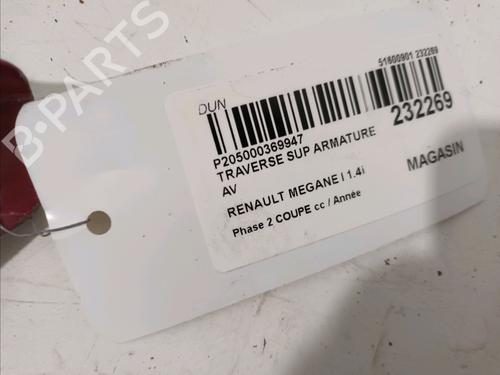 B-PARTS
DUN
51600901 232269
P205000369947
232269
TRAVERSE SUP ARMATURE
AV
MAGASIN
RENAULT MEGANE I 1.4i
Phase 2 COUPE cc / Année